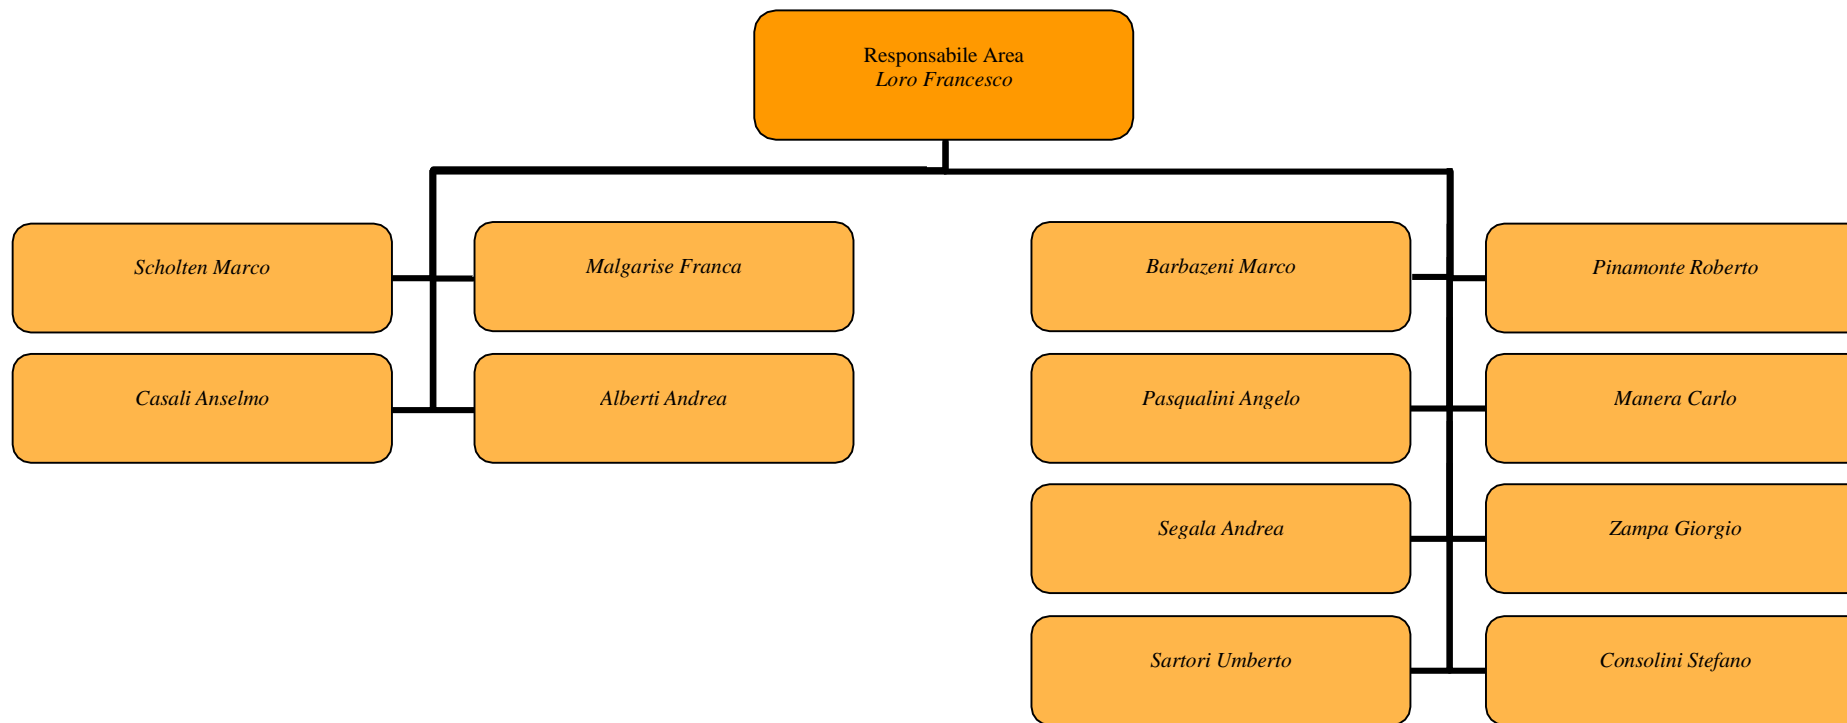 Responsabile Area
Loro Francesco
Scholten Marco
Malgarise Franca
Barbazeni Marco
Pinamonte Roberto
Casali Anselmo
Alberti Andrea
Pasqualini Angelo
Manera Carlo
Segala Andrea
Zampa Giorgio
Sartori Umberto
Consolini Stefano